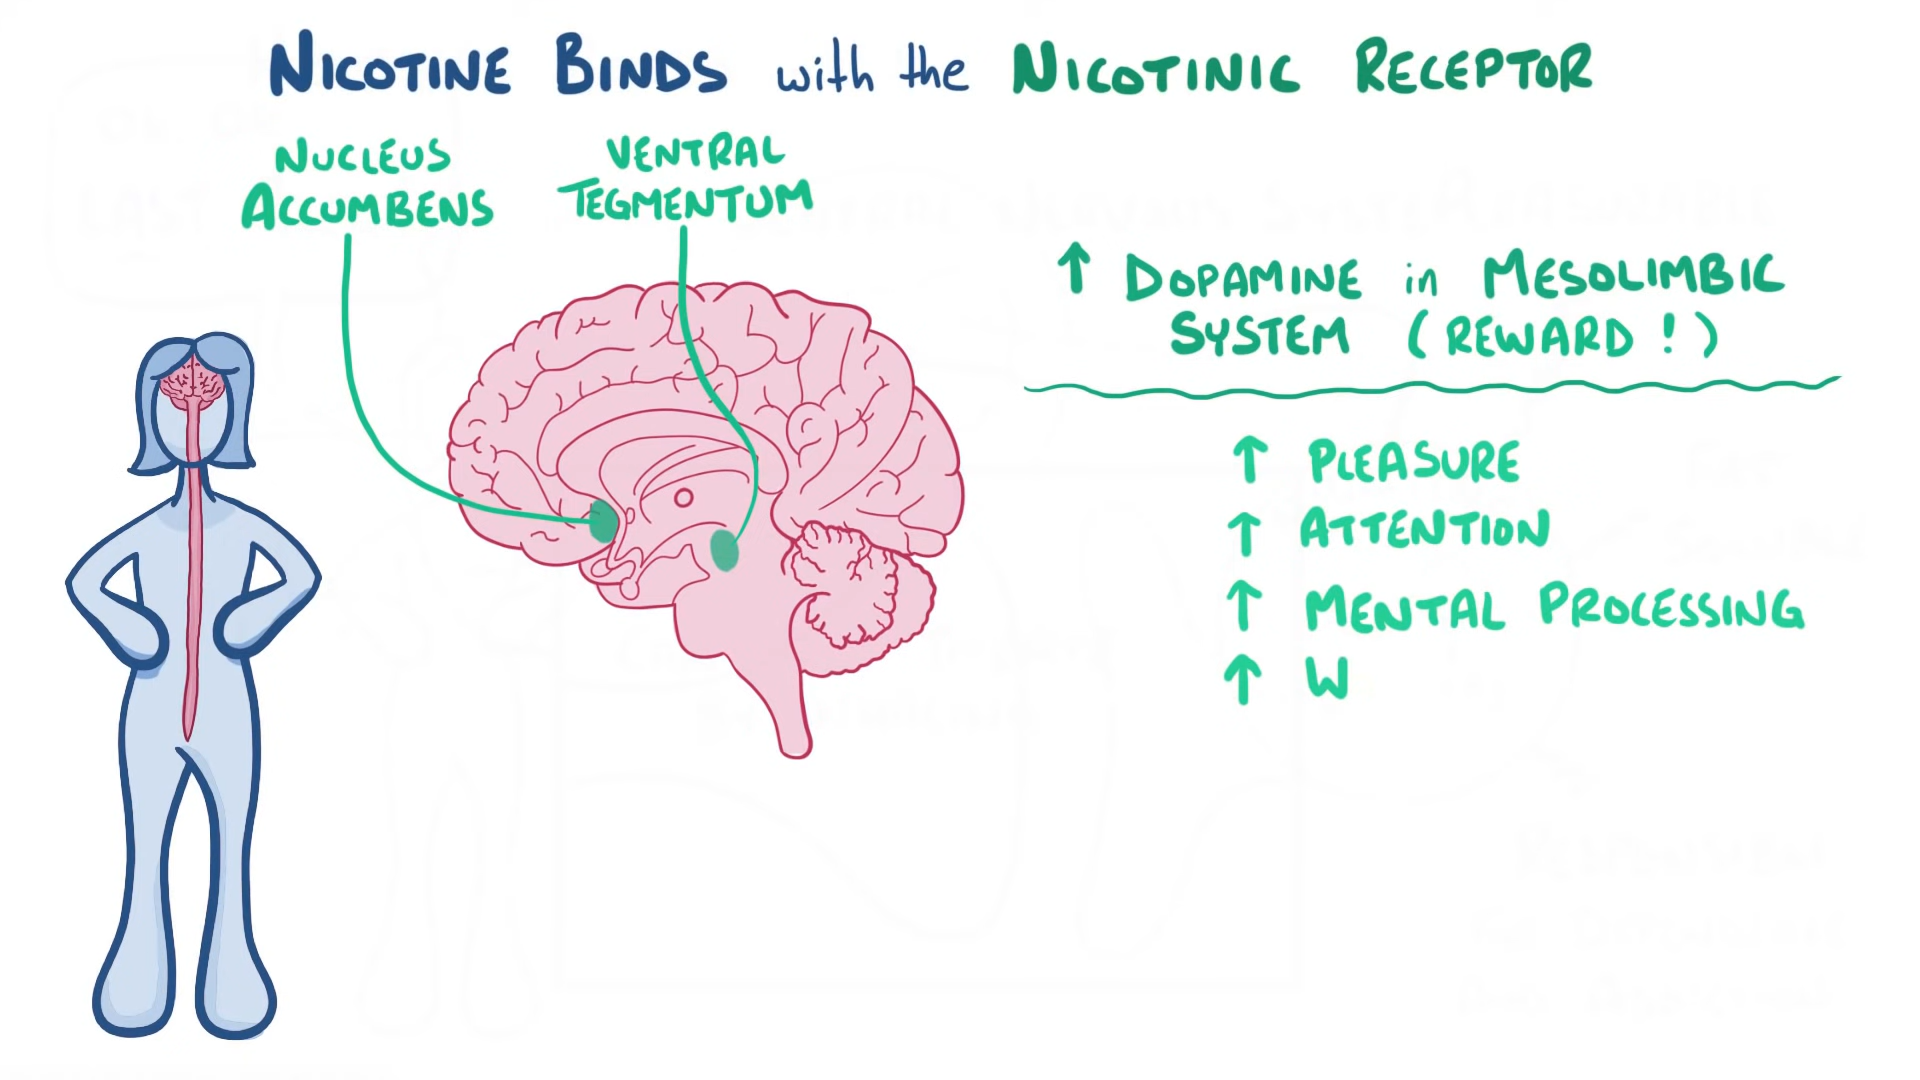 NICOTINE BINDS with the NICOTINIC RECEPTOR
NUCLEUS
ACCUMBENS
VENTRAL
TEGMENTUM
↑ DOPAMINE in MESOLIMBIC
SYSTEM (REWARD!)
↑ PLEASURE
↑ ATTENTION
↑ MENTAL PROCESSING
↑ W